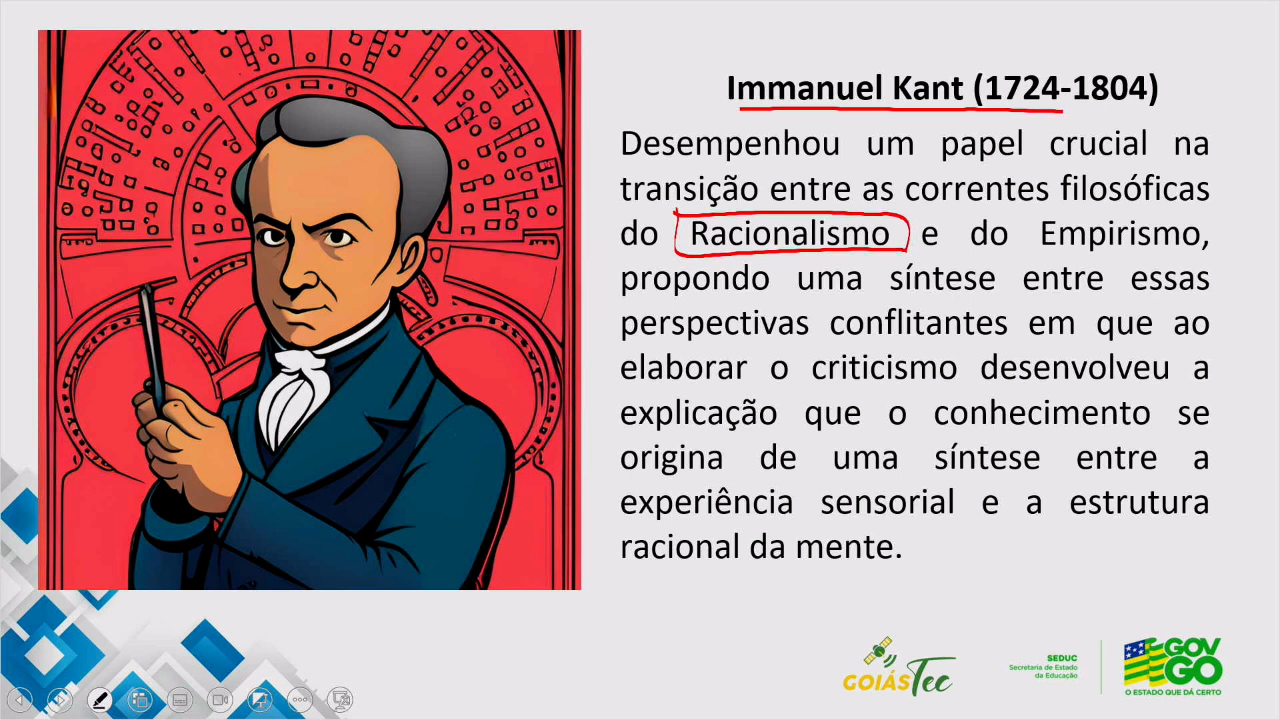 Immanuel Kant (1724-1804)
Desempenhou um papel crucial na
transição entre as correntes filosóficas
do Racionalismo e do Empirismo,
propondo uma síntese entre essas
perspectivas conflitantes em que ao
elaborar o criticismo desenvolveu a
explicação que o conhecimento se
origina de uma síntese entre a
experiência sensorial e a estrutura
racional da mente.
GOIÁS Tec
SEDUC
Secretaria de Estado
da Educação
GOV
GO
O ESTADO QUE DÁ CERTO